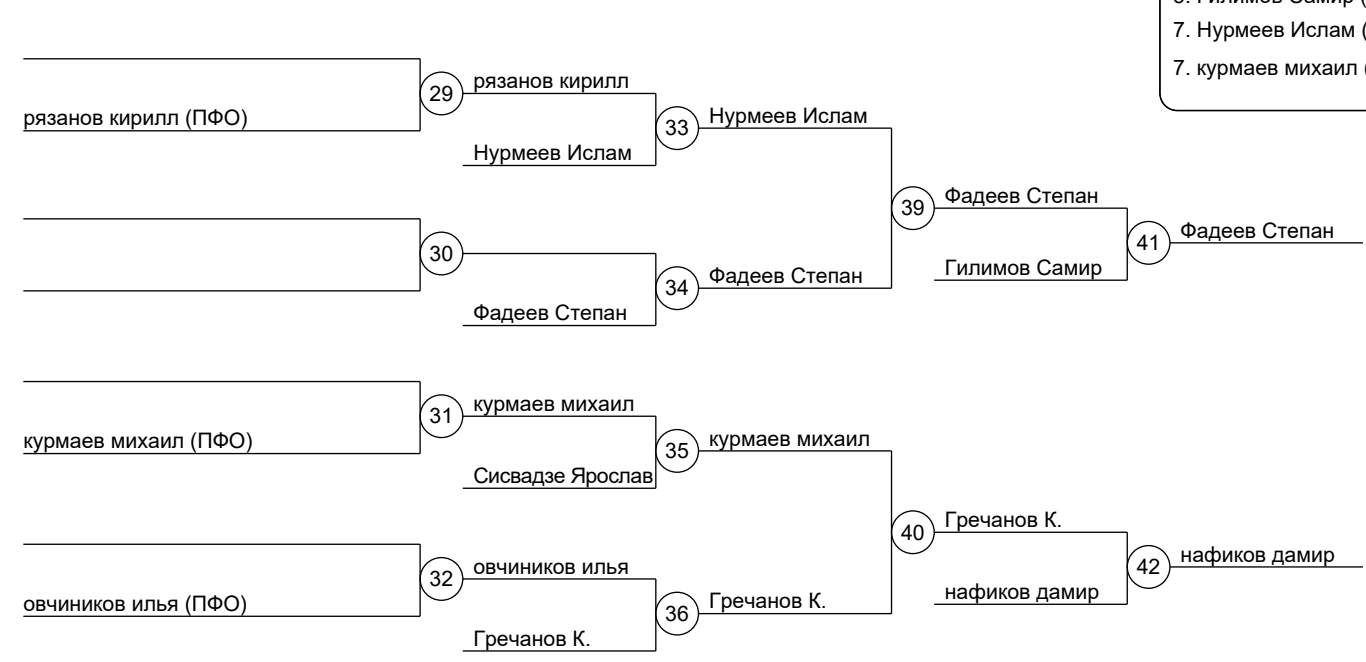 7. Нурмеев Ислам (
7. курмаев михаил (
29
рязанов кирилл
рязанов кирилл (ПФО)
33
Нурмеев Ислам
Нурмеев Ислам
39
Фадеев Степан
30
41
Фадеев Степан
Гилимов Самир
34
Фадеев Степан
Фадеев Степан
31
курмаев михаил
курмаев михаил (ПФО)
35
курмаев михаил
Сисвадзе Ярослав
40
Гречанов К.
42
нафиков дамир
32
овчиников илья
нафиков дамир
овчиников илья (ПФО)
36
Гречанов К.
Гречанов К.